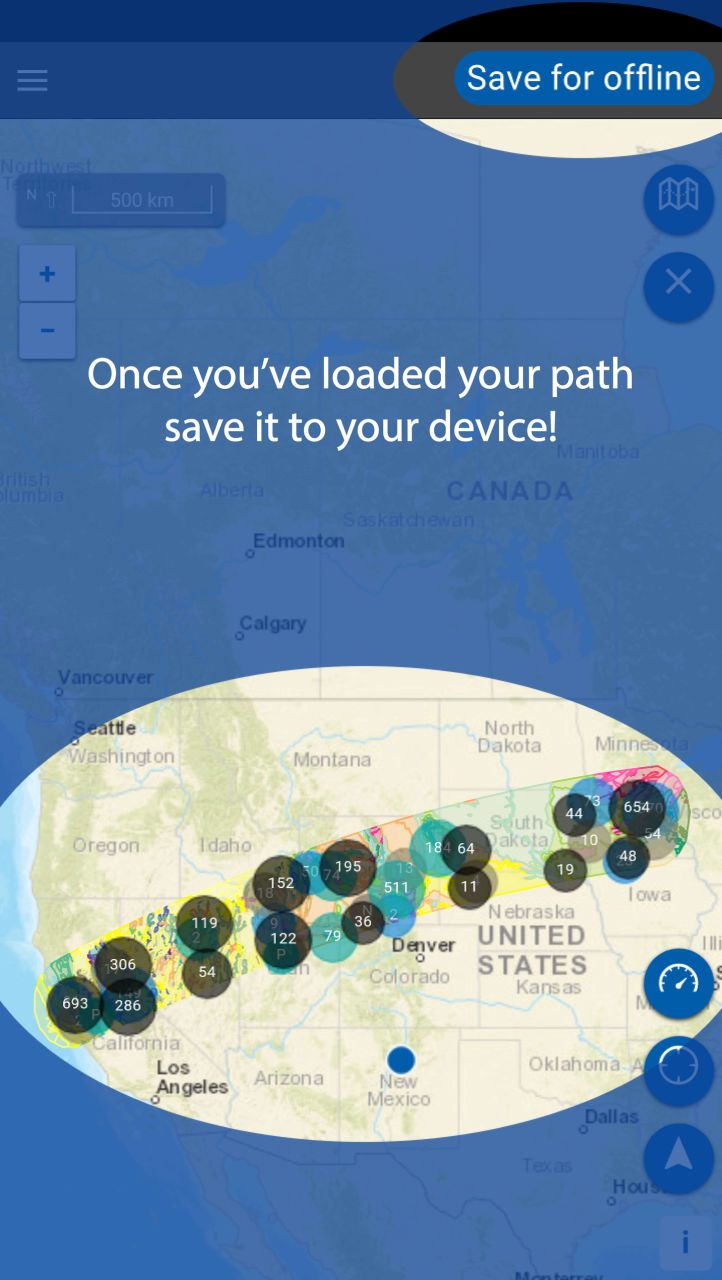 Save for offline
Northwest
Territories
N
500 km
+
−
Once you've loaded your path
save it to your device!
Manitoba
British
Columbia
Alberta
CANADA
Saskatchewan
Edmonton
Calgary
Vancouver
Seattle
Washington
Montana
North
Dakota
Minnesota
Oregon
Idaho
South
Dakota
73
44
654
70
54
10
184
64
48
195
50
74
13
152
18
511
11
19
Iowa
119
2
9
122
P
79
N
36
2
Nebraska
Denver
UNITED
STATES
306
54
Colorado
Kansas
693
286
P
California
Los
Angeles
Arizona
New
Mexico
Oklahoma
Dallas
Texas
Monterrey
i